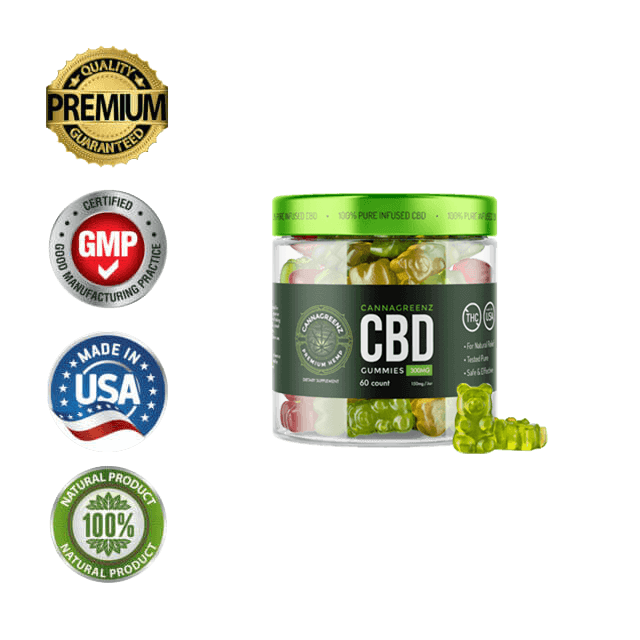 QUALITY
PREMIUM
GUARANTEED
CERTIFIED
GMP
GOOD MANUFACTURING PRACTICE
MADE IN
USA
NATURAL PRODUCT
100%
NATURAL PRODUCT
PURE INFUSED CBD • 100% PURE INFUSED CBD • 100% PURE INFUSED
CANNAGREENZ
PREMIUM HEMP
DIETARY SUPPLEMENT
CANNAGREENZ
CBD
GUMMIES 300MG
60 count
THC
USA
• For Natural
• Tested Pure
• Safe & Effective